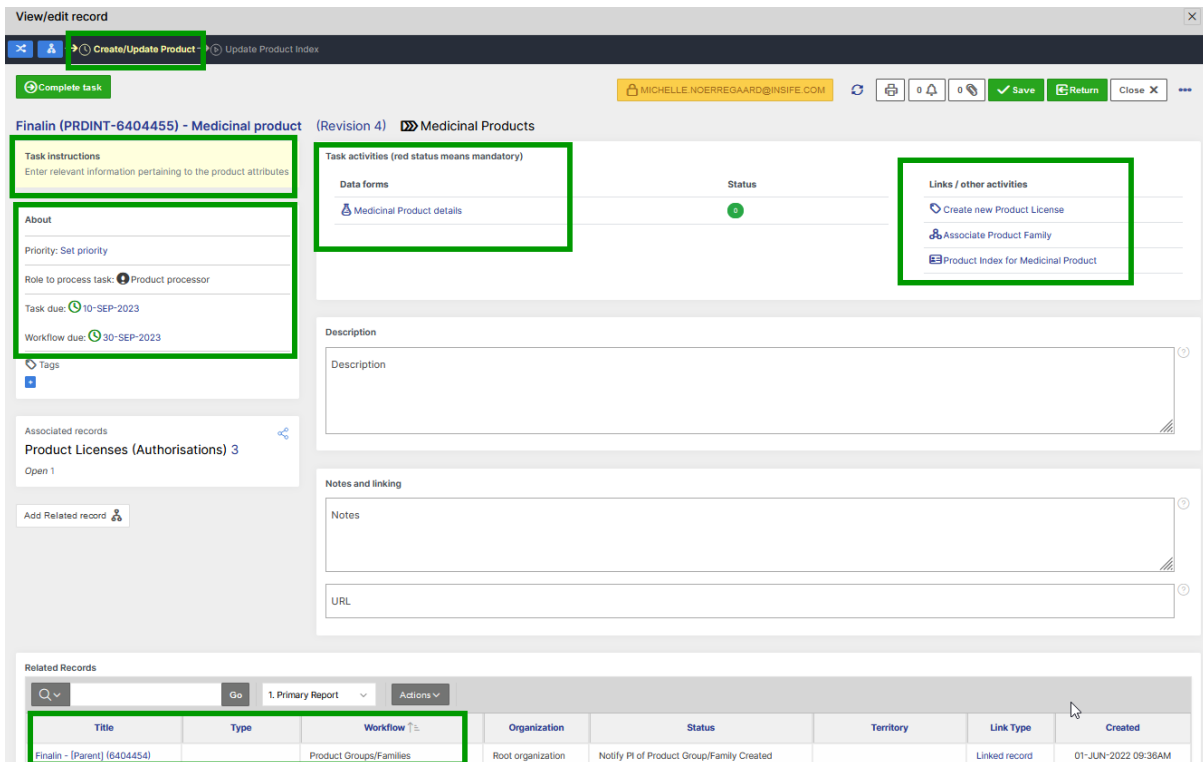 View/edit record
Create/Update Product
Update Product Index
Complete task
MICHELLE.NOERREGAARD@INSIFE.COM
0
0
Save
Return
Close X
Finalin (PRDINT-6404455) - Medicinal product (Revision 4) Medicinal Products
Task instructions
Enter relevant information pertaining to the product attributes
About
Priority: Set priority
Role to process task: Product processor
Task due: 10-SEP-2023
Workflow due: 30-SEP-2023
Tags
+
Associated records
Product Licenses (Authorisations) 3
Open 1
Add Related record
Task activities (red status means mandatory)
Data forms Status
Medicinal Product details 0
Links / other activities
Create new Product License
Associate Product Family
Product Index for Medicinal Product
Description
Description
Notes and linking
Notes
URL
Related Records
Go 1. Primary Report Actions
Title Type Workflow Organization Status Territory Link Type Created
Finalin - [Parent] (6404454) Product Groups/Families Root organization Notify PI of Product Group/Family Created Linked record 01-JUN-2022 09:36AM